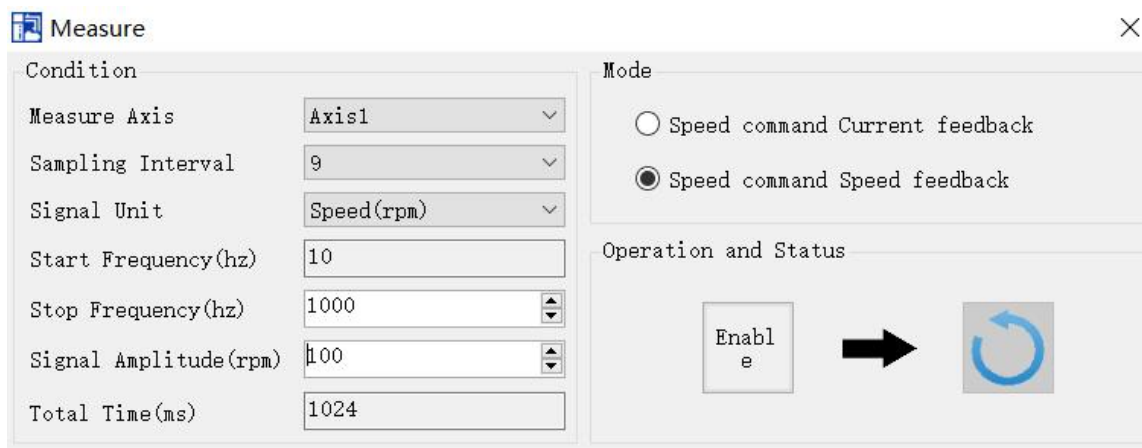 Measure
Condition
Measure Axis Axis1
Sampling Interval 9
Signal Unit Speed(rpm)
Start Frequency(hz) 10
Stop Frequency(hz) 1000
Signal Amplitude(rpm) 100
Total Time(ms) 1024
Mode
Speed command Current feedback
Speed command Speed feedback
Operation and Status
Enabl
e